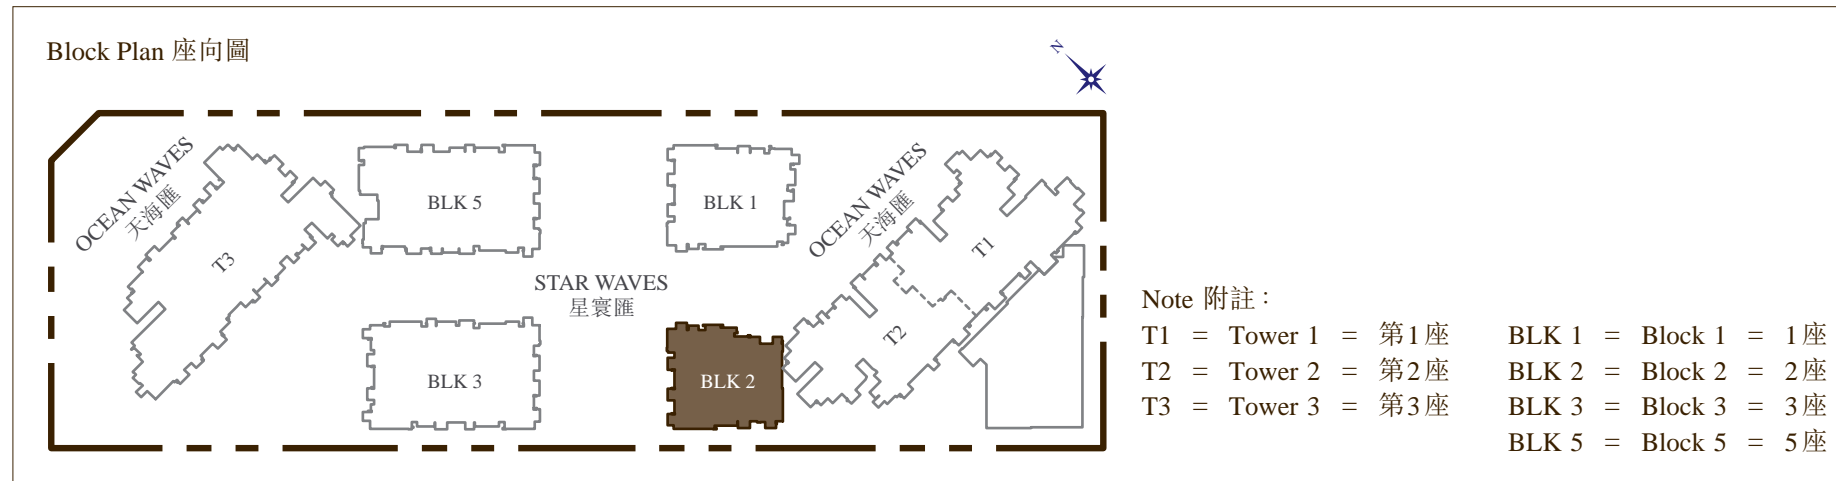 Block Plan 座向圖
N
OCEAN WAVES
天海匯
T3
BLK 5
BLK 1
OCEAN WAVES
天海匯
T1
STAR WAVES
星寰匯
BLK 3
BLK 2
T2
Note 附註：
T1 = Tower 1 = 第1座
T2 = Tower 2 = 第2座
T3 = Tower 3 = 第3座
BLK 1 = Block 1 = 1座
BLK 2 = Block 2 = 2座
BLK 3 = Block 3 = 3座
BLK 5 = Block 5 = 5座